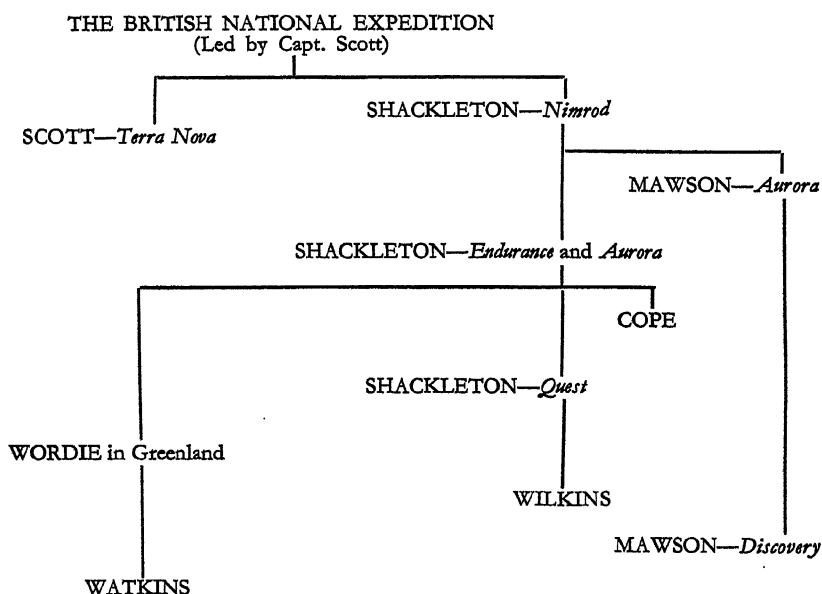 THE BRITISH NATIONAL EXPEDITION
(Led by Capt. Scott)
SHACKLETON—Nimrod
SCOTT—Terra Nova
MAWSON—Aurora
SHACKLETON—Endurance and Aurora
COPE
SHACKLETON—Quest
WORDIE in Greenland
WILKINS
MAWSON—Discovery
WATKINS